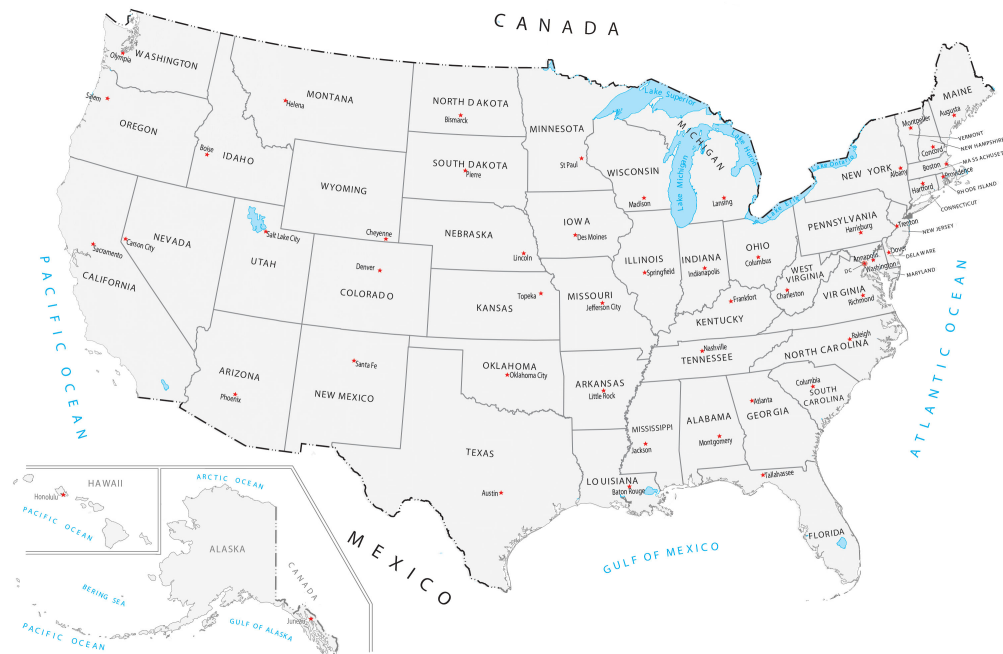 CANADA
WASHINGTON
Olympia
MONTANA
Helena
NORTH DAKOTA
Bismarck
MINNESOTA
St Paul
Lake Superior
MICHIGAN
Lake Huron
Lake Michigan
Lansing
WISCONSIN
Madison
MAINE
Augusta
Montpelier
VERMONT
NEW HAMPSHIRE
Concord
Boston
MASSACHUSET
Providence
RHODE ISLAND
Hartford
CONNECTICUT
NEW YORK
Albany
Lake Ontario
Lake Erie
Salem
OREGON
Boise
IDAHO
WYOMING
Cheyenne
SOUTH DAKOTA
Pierre
IOWA
Des Moines
NEBRASKA
Lincoln
PENNSYLVANIA
Harrisburg
Trenton
NEW JERSEY
Dover
DELAWARE
Annapolis
DC
Washington
MARYLAND
OHIO
Columbus
INDIANA
Indianapolis
ILLINOIS
Springfield
WEST
VIRGINIA
Charleston
VIRGINIA
Richmond
NEVADA
Carson City
Sacramento
CALIFORNIA
Salt Lake City
UTAH
Denver
COLORADO
Topeka
KANSAS
MISSOURI
Jefferson City
Frankfort
KENTUCKY
PACIFIC OCEAN
ATLANTIC OCEAN
ARIZONA
Phoenix
Santa Fe
NEW MEXICO
OKLAHOMA
Oklahoma City
ARKANSAS
Little Rock
Nashville
TENNESSEE
Raleigh
NORTH CAROLINA
Columbia
SOUTH
CAROLINA
Atlanta
GEORGIA
ALABAMA
Montgomery
MISSISSIPPI
Jackson
TEXAS
Austin
LOUISIANA
Baton Rouge
Tallahassee
FLORIDA
GULF OF MEXICO
MEXICO
HAWAII
Honolulu
PACIFIC OCEAN
ARCTIC OCEAN
ALASKA
CANADA
BERING SEA
Juneau
GULF OF ALASKA
PACIFIC OCEAN